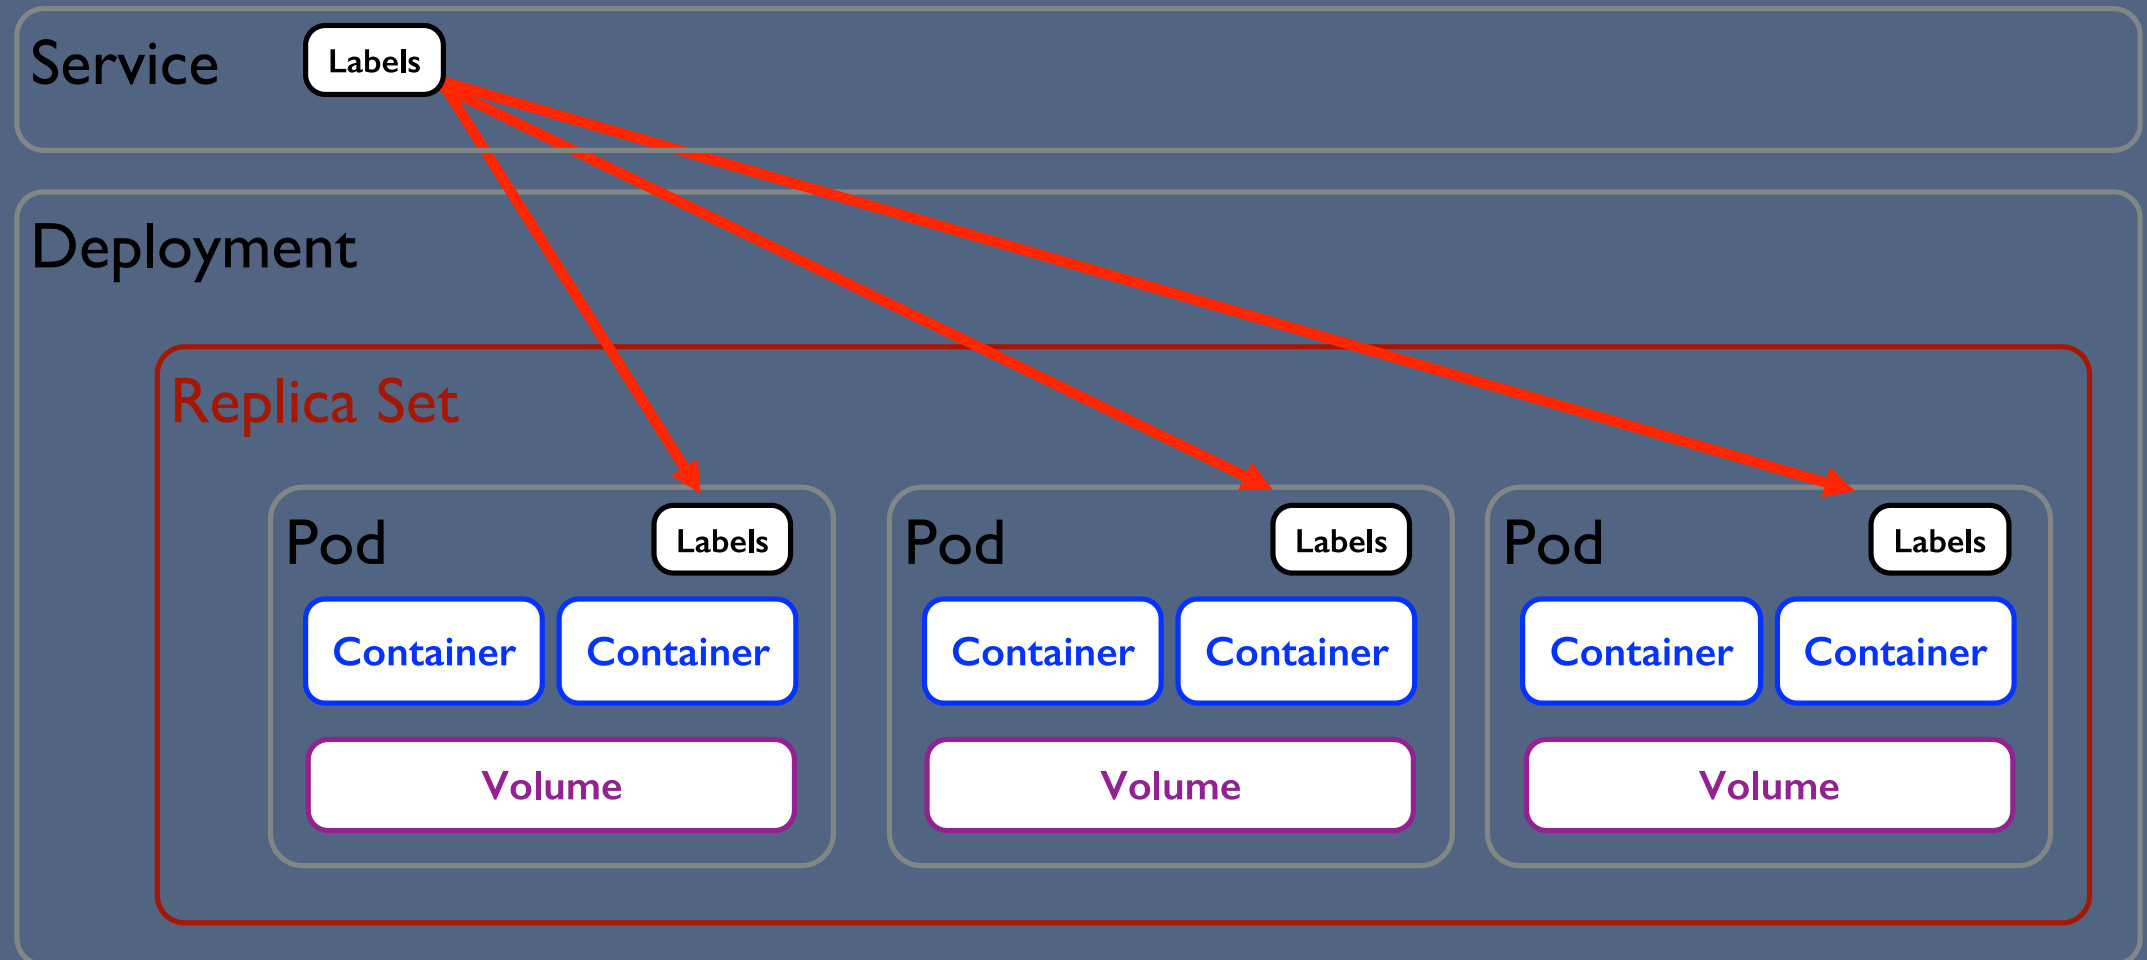 Service
Labels
Deployment
Replica Set
Pod
Labels
Pod
Labels
Pod
Labels
Container
Container
Container
Container
Container
Container
Volume
Volume
Volume